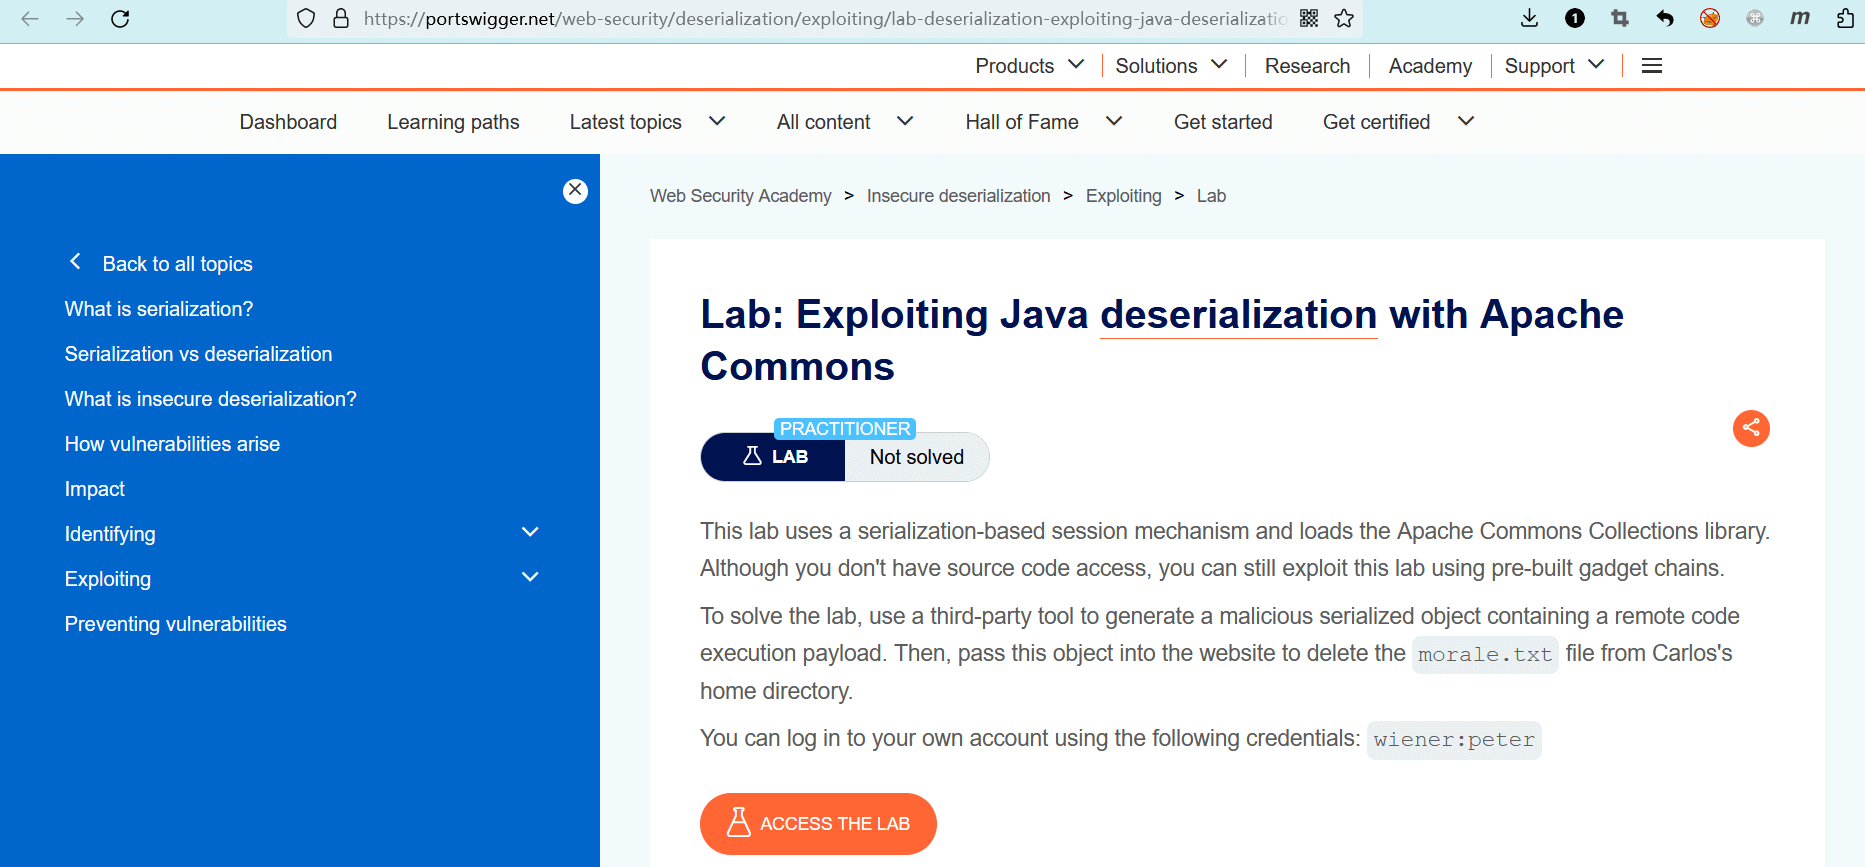 https://portswigger.net/web-security/deserialization/exploiting/lab-deserialization-exploiting-java-deserializatio
1
m
Products
Solutions
Research
Academy
Support
Dashboard
Learning paths
Latest topics
All content
Hall of Fame
Get started
Get certified
Back to all topics
What is serialization?
Serialization vs deserialization
What is insecure deserialization?
How vulnerabilities arise
Impact
Identifying
Exploiting
Preventing vulnerabilities
Web Security Academy > Insecure deserialization > Exploiting > Lab
Lab: Exploiting Java deserialization with Apache
Commons
PRACTITIONER
LAB
Not solved
This lab uses a serialization-based session mechanism and loads the Apache Commons Collections library.
Although you don't have source code access, you can still exploit this lab using pre-built gadget chains.
To solve the lab, use a third-party tool to generate a malicious serialized object containing a remote code
execution payload. Then, pass this object into the website to delete the morale.txt file from Carlos's
home directory.
You can log in to your own account using the following credentials: wiener:peter
ACCESS THE LAB